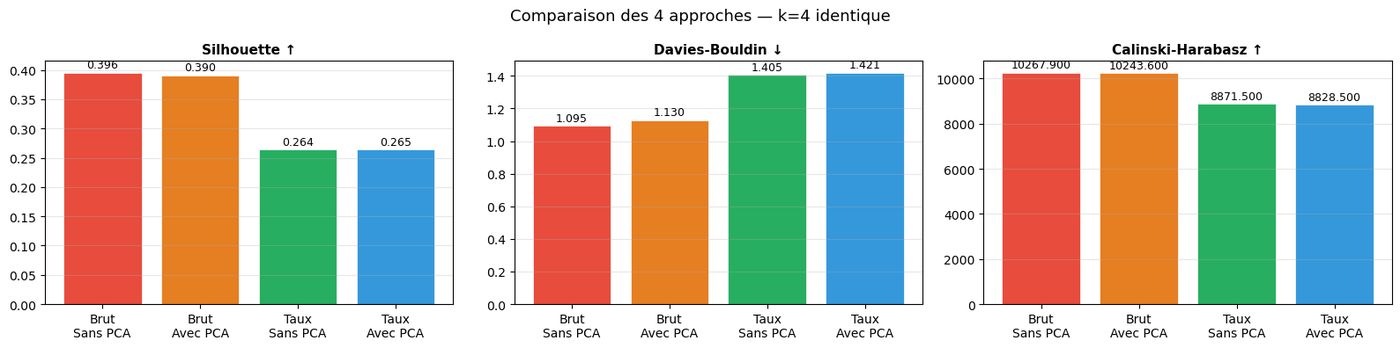 Comparaison des 4 approches — k=4 identique
Silhouette ↑
0.40
0.35
0.30
0.25
0.20
0.15
0.10
0.05
0.00
0.396
0.390
0.264
0.265
Brut
Sans PCA
Brut
Avec PCA
Taux
Sans PCA
Taux
Avec PCA
Davies-Bouldin ↓
1.4
1.2
1.0
0.8
0.6
0.4
0.2
0.0
1.095
1.130
1.405
1.421
Brut
Sans PCA
Brut
Avec PCA
Taux
Sans PCA
Taux
Avec PCA
Calinski-Harabasz ↑
10000
8000
6000
4000
2000
0
10267.900
10243.600
8871.500
8828.500
Brut
Sans PCA
Brut
Avec PCA
Taux
Sans PCA
Taux
Avec PCA